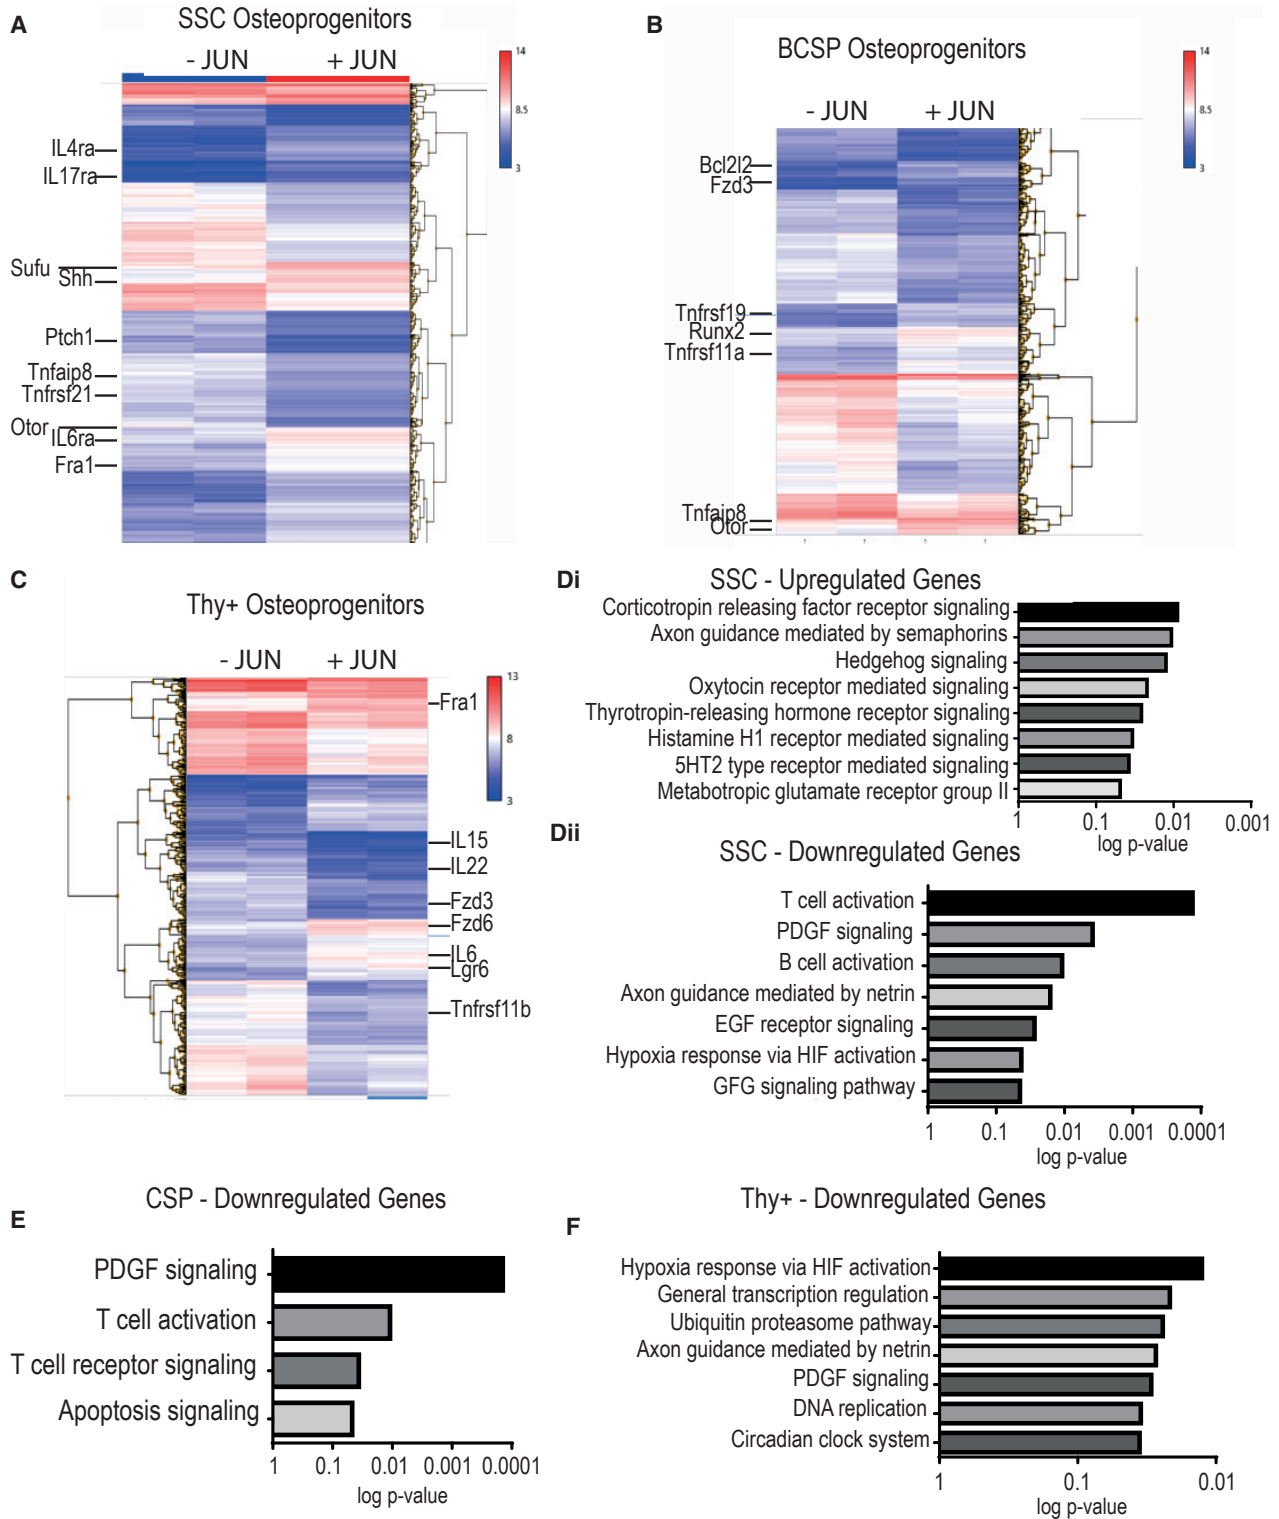 A
SSC Osteoprogenitors
- JUN
+ JUN
14
8.5
3
IL4ra
IL17ra
Sufu
Shh
Ptch1
Tnfaip8
Tnfrsf21
Otor
IL6ra
Fra1
B
BCSP Osteoprogenitors
- JUN
+ JUN
14
8.5
3
Bcl2l2
Fzd3
Tnfrsf19
Runx2
Tnfrsf11a
Tnfaip8
Otor
C
Thy+ Osteoprogenitors
- JUN
+ JUN
13
8
3
Fra1
IL15
IL22
Fzd3
Fzd6
IL6
Lgr6
Tnfrsf11b
Di
SSC - Upregulated Genes
Corticotropin releasing factor receptor signaling
Axon guidance mediated by semaphorins
Hedgehog signaling
Oxytocin receptor mediated signaling
Thyrotropin-releasing hormone receptor signaling
Histamine H1 receptor mediated signaling
5HT2 type receptor mediated signaling
Metabotropic glutamate receptor group II
1 0.1 0.01 0.001
log p-value
Dii
SSC - Downregulated Genes
T cell activation
PDGF signaling
B cell activation
Axon guidance mediated by netrin
EGF receptor signaling
Hypoxia response via HIF activation
GFG signaling pathway
1 0.1 0.01 0.001 0.0001
log p-value
E
CSP - Downregulated Genes
PDGF signaling
T cell activation
T cell receptor signaling
Apoptosis signaling
1 0.1 0.01 0.001 0.0001
log p-value
F
Thy+ - Downregulated Genes
Hypoxia response via HIF activation
General transcription regulation
Ubiquitin proteasome pathway
Axon guidance mediated by netrin
PDGF signaling
DNA replication
Circadian clock system
1 0.1 0.01
log p-value